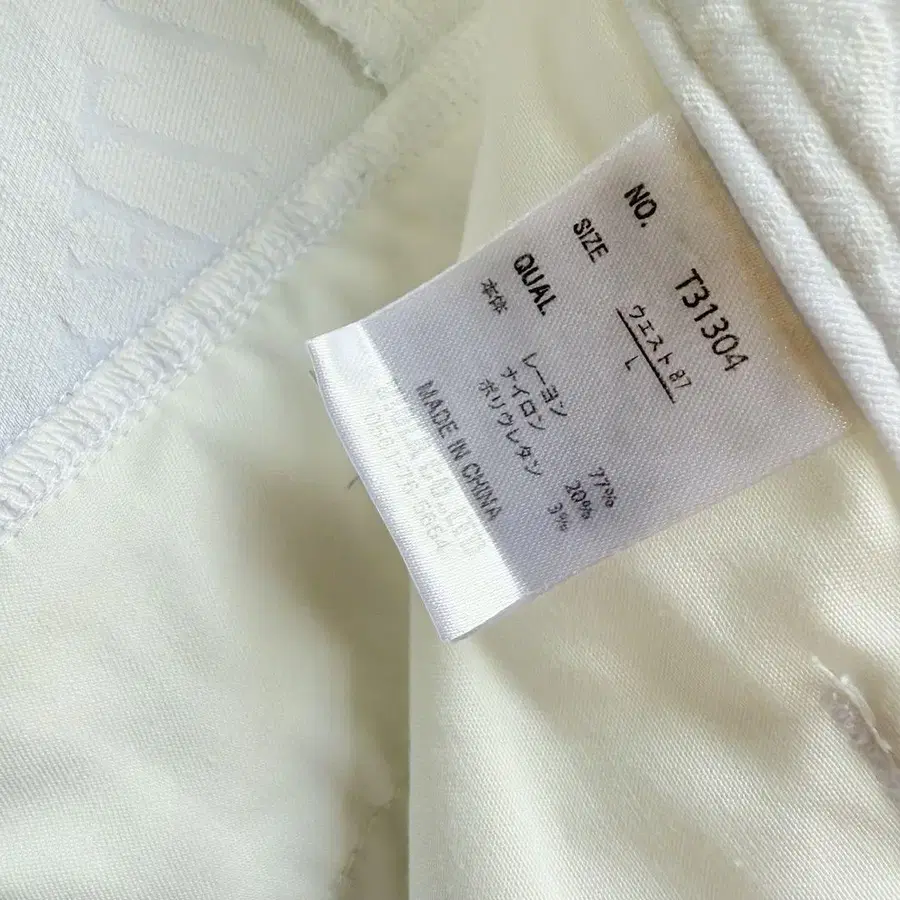 NO. T31304
SIZE ウエスト87
L
QUAL
本体 レーヨン 77%
ナイロン 20%
ポリウレタン 3%
MADE IN CHINA